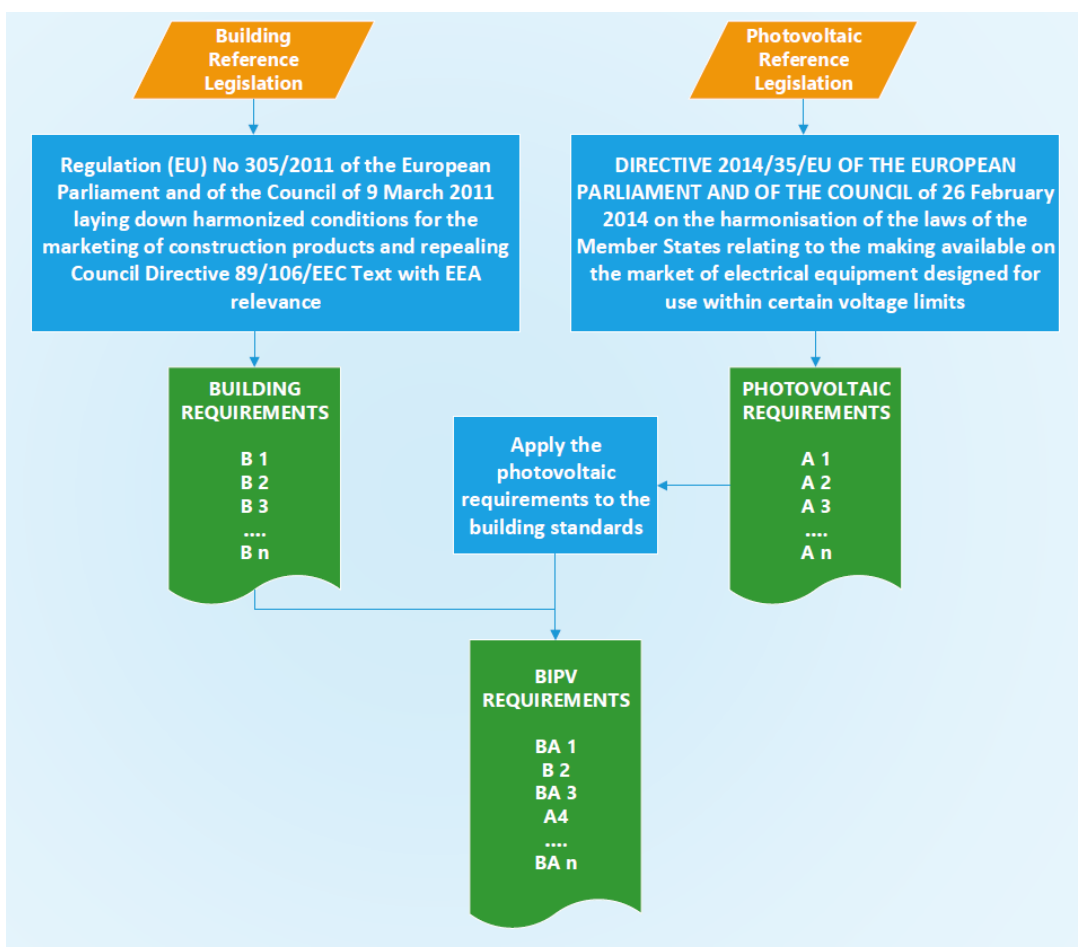 Building
Reference
Legislation
Photovoltaic
Reference
Legislation
Regulation (EU) No 305/2011 of the European
Parliament and of the Council of 9 March 2011
laying down harmonized conditions for the
marketing of construction products and repealing
Council Directive 89/106/EEC Text with EEA
relevance
DIRECTIVE 2014/35/EU OF THE EUROPEAN
PARLIAMENT AND OF THE COUNCIL of 26 February
2014 on the harmonisation of the laws of the
Member States relating to the making available on
the market of electrical equipment designed for
use within certain voltage limits
BUILDING
REQUIREMENTS
B 1
B 2
B 3
....
B n
Apply the
photovoltaic
requirements to the
building standards
PHOTOVOLTAIC
REQUIREMENTS
A 1
A 2
A 3
....
A n
BIPV
REQUIREMENTS
BA 1
B 2
BA 3
A4
....
BA n